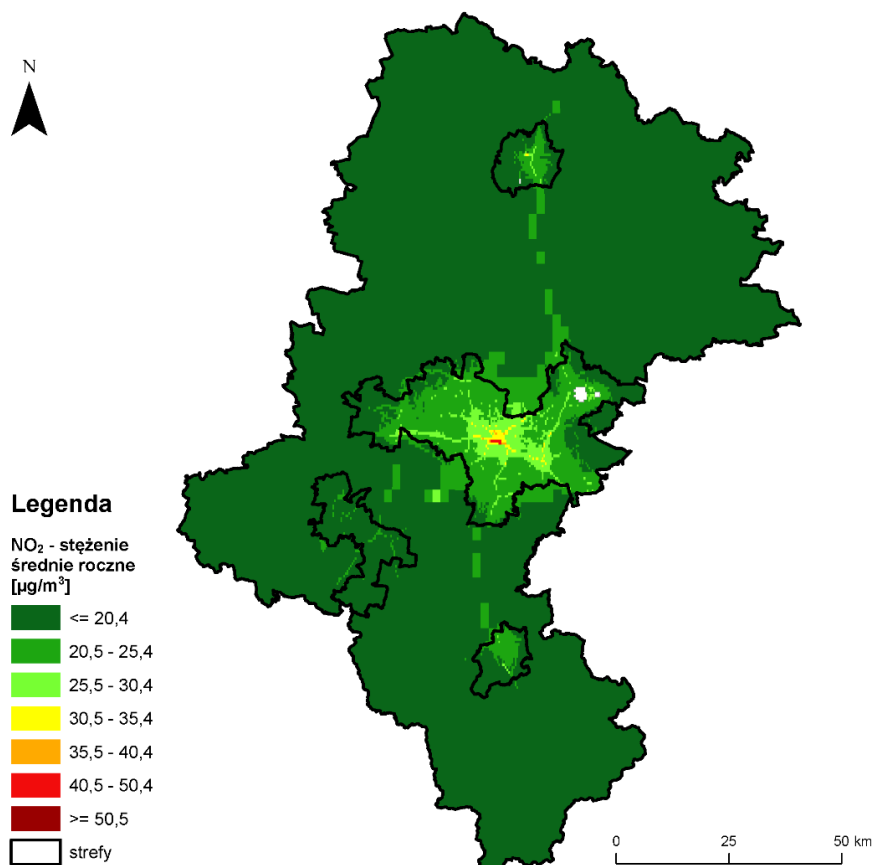 N
Legenda
NO₂ - stężenie
średnie roczne
[µg/m³]
<= 20,4
20,5 - 25,4
25,5 - 30,4
30,5 - 35,4
35,5 - 40,4
40,5 - 50,4
>= 50,5
strefy
0 25 50 km